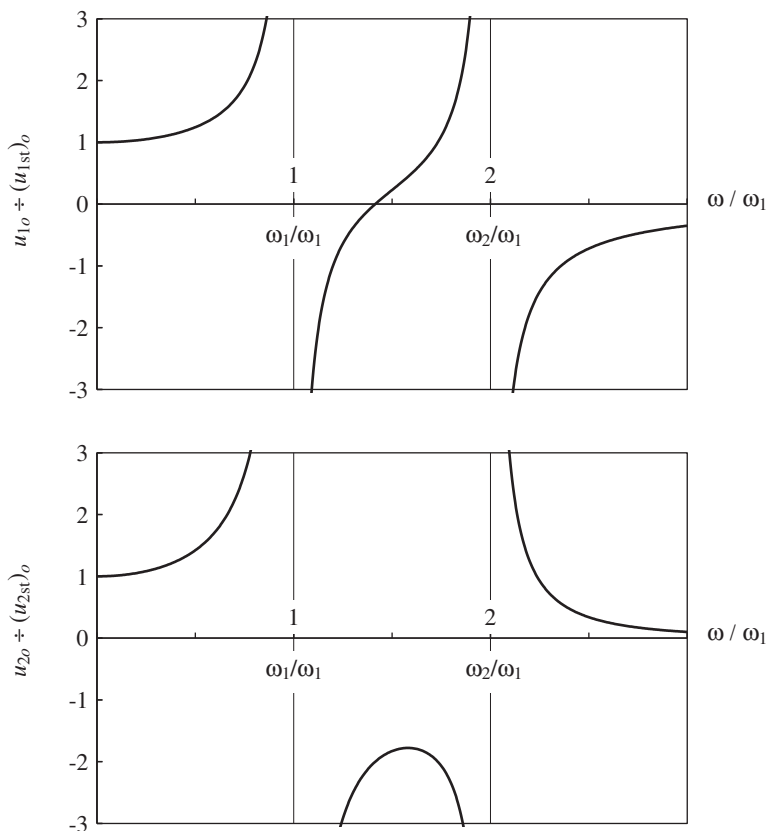 3
2
1
0
-1
-2
-3
u₁ₒ ÷ (u₁ₛₜ)ₒ
1
2
ω₁/ω₁
ω₂/ω₁
ω / ω₁
3
2
1
0
-1
-2
-3
u₂ₒ ÷ (u₂ₛₜ)ₒ
1
2
ω₁/ω₁
ω₂/ω₁
ω / ω₁